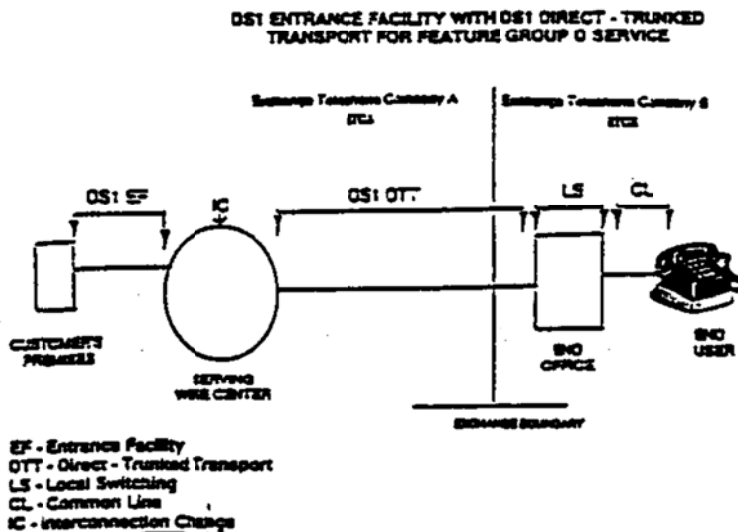 DS1 ENTRANCE FACILITY WITH DS1 DIRECT - TRUNKED
TRANSPORT FOR FEATURE GROUP D SERVICE
Exchange Telephone Company A
Exchange Telephone Company B
ETCA
ETCB
DS1 EF
IC
DS1 DTT
LS
CL
CUSTOMER'S
PREMISES
SERVING
WIRE CENTER
END
OFFICE
END
USER
EXCHANGE BOUNDARY
EF - Entrance Facility
DTT - Direct - Trunked Transport
LS - Local Switching
CL - Common Line
IC - Interconnection Charge